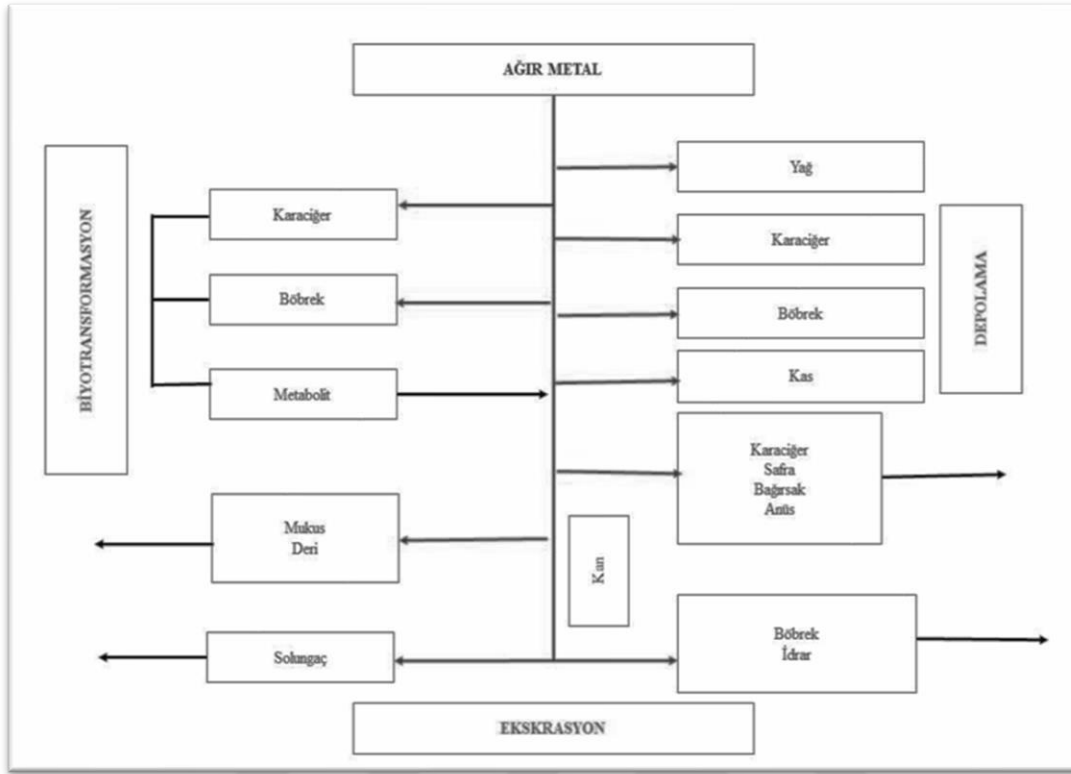 AĞIR METAL
BİYOTRANSFORMASYON
Karaciğer
Böbrek
Metabolit
Mukus
Deri
Solungaç
Yağ
Karaciğer
Böbrek
Kas
DEPOLAMA
Karaciğer
Safra
Bağırsak
Anüs
Kan
Böbrek
İdrar
EKSKRASYON